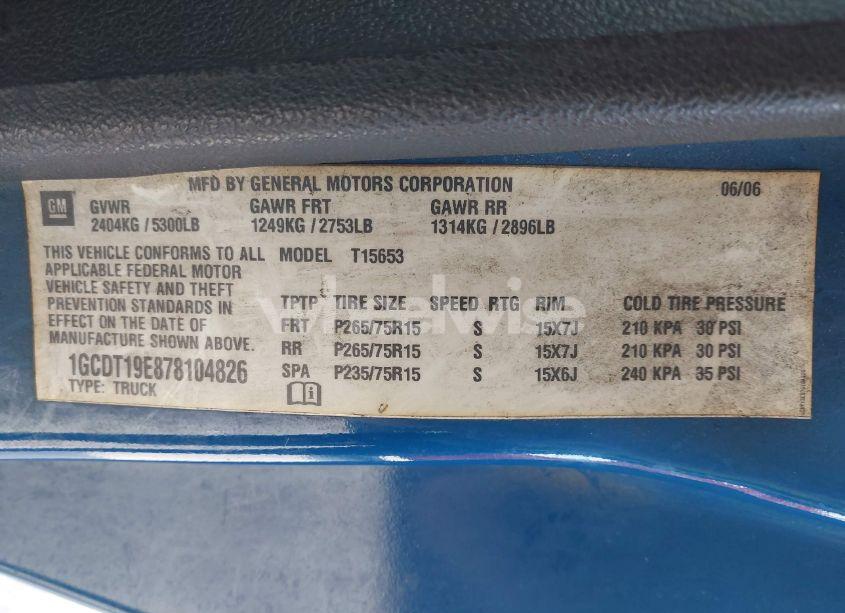 MFD BY GENERAL MOTORS CORPORATION 06/06
GM GVWR GAWR FRT GAWR RR
2404KG / 5300LB 1249KG / 2753LB 1314KG / 2896LB
THIS VEHICLE CONFORMS TO ALL MODEL T15653
APPLICABLE FEDERAL MOTOR
VEHICLE SAFETY AND THEFT
PREVENTION STANDARDS IN
EFFECT ON THE DATE OF
MANUFACTURE SHOWN ABOVE.
1GCDT19E878104826
TYPE: TRUCK
TPTP TIRE SIZE SPEED RTG RIM COLD TIRE PRESSURE
FRT P265/75R15 S 15X7J 210 KPA 30 PSI
RR P265/75R15 S 15X7J 210 KPA 30 PSI
SPA P235/75R15 S 15X6J 240 KPA 35 PSI
wheelwise